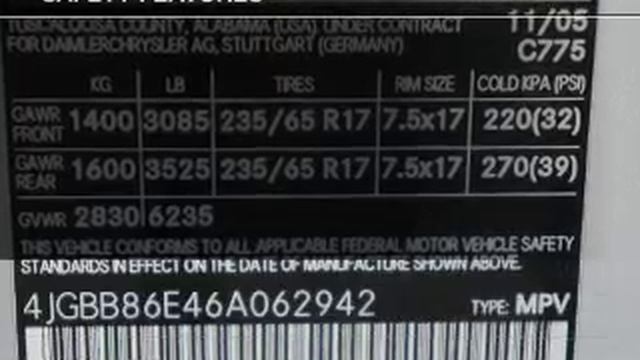 SAFETY FEATURES
TUSCALOOSA COUNTY, ALABAMA (USA), UNDER CONTRACT 11/05
FOR DAIMLERCHRYSLER AG, STUTTGART (GERMANY) C775
KG LB TIRES RIM SIZE COLD KPA (PSI)
GAWR FRONT 1400 3085 235/65 R17 7.5x17 220(32)
GAWR REAR 1600 3525 235/65 R17 7.5x17 270(39)
GVWR 2830 6235
THIS VEHICLE CONFORMS TO ALL APPLICABLE FEDERAL MOTOR VEHICLE SAFETY
STANDARDS IN EFFECT ON THE DATE OF MANUFACTURE SHOWN ABOVE.
4JGBB86E46A062942 TYPE: MPV